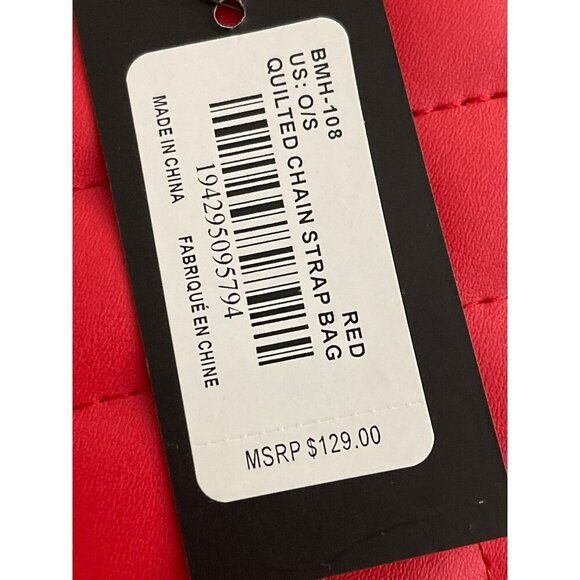 BMH-108
US: O/S RED
QUILTED CHAIN STRAP BAG
194295095794
MADE IN CHINA FABRIQUÉ EN CHINE
MSRP $129.00